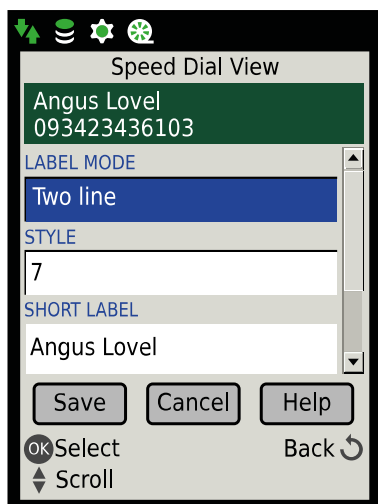 Speed Dial View
Angus Lovel
093423436103
LABEL MODE
Two line
STYLE
7
SHORT LABEL
Angus Lovel
Save Cancel Help
OK Select Back
Scroll